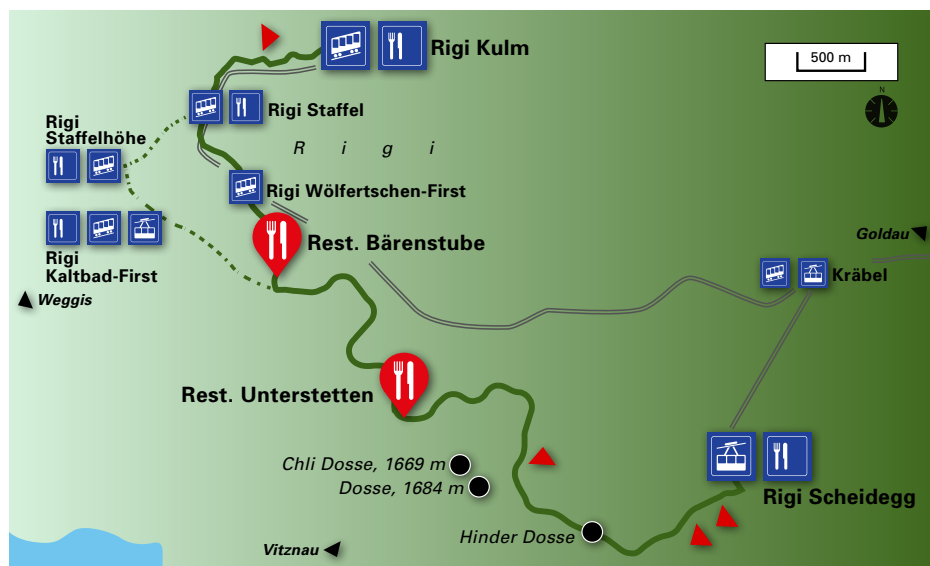 Rigi Kulm
500 m
N
Rigi Staffel
Rigi
Staffelhöhe
R i g i
Rigi Wölfertschen-First
Rest. Bärenstube
Goldau
Rigi
Kaltbad-First
Kräbel
Weggis
Rest. Unterstetten
Chli Dosse, 1669 m
Dosse, 1684 m
Rigi Scheidegg
Hinder Dosse
Vitznau